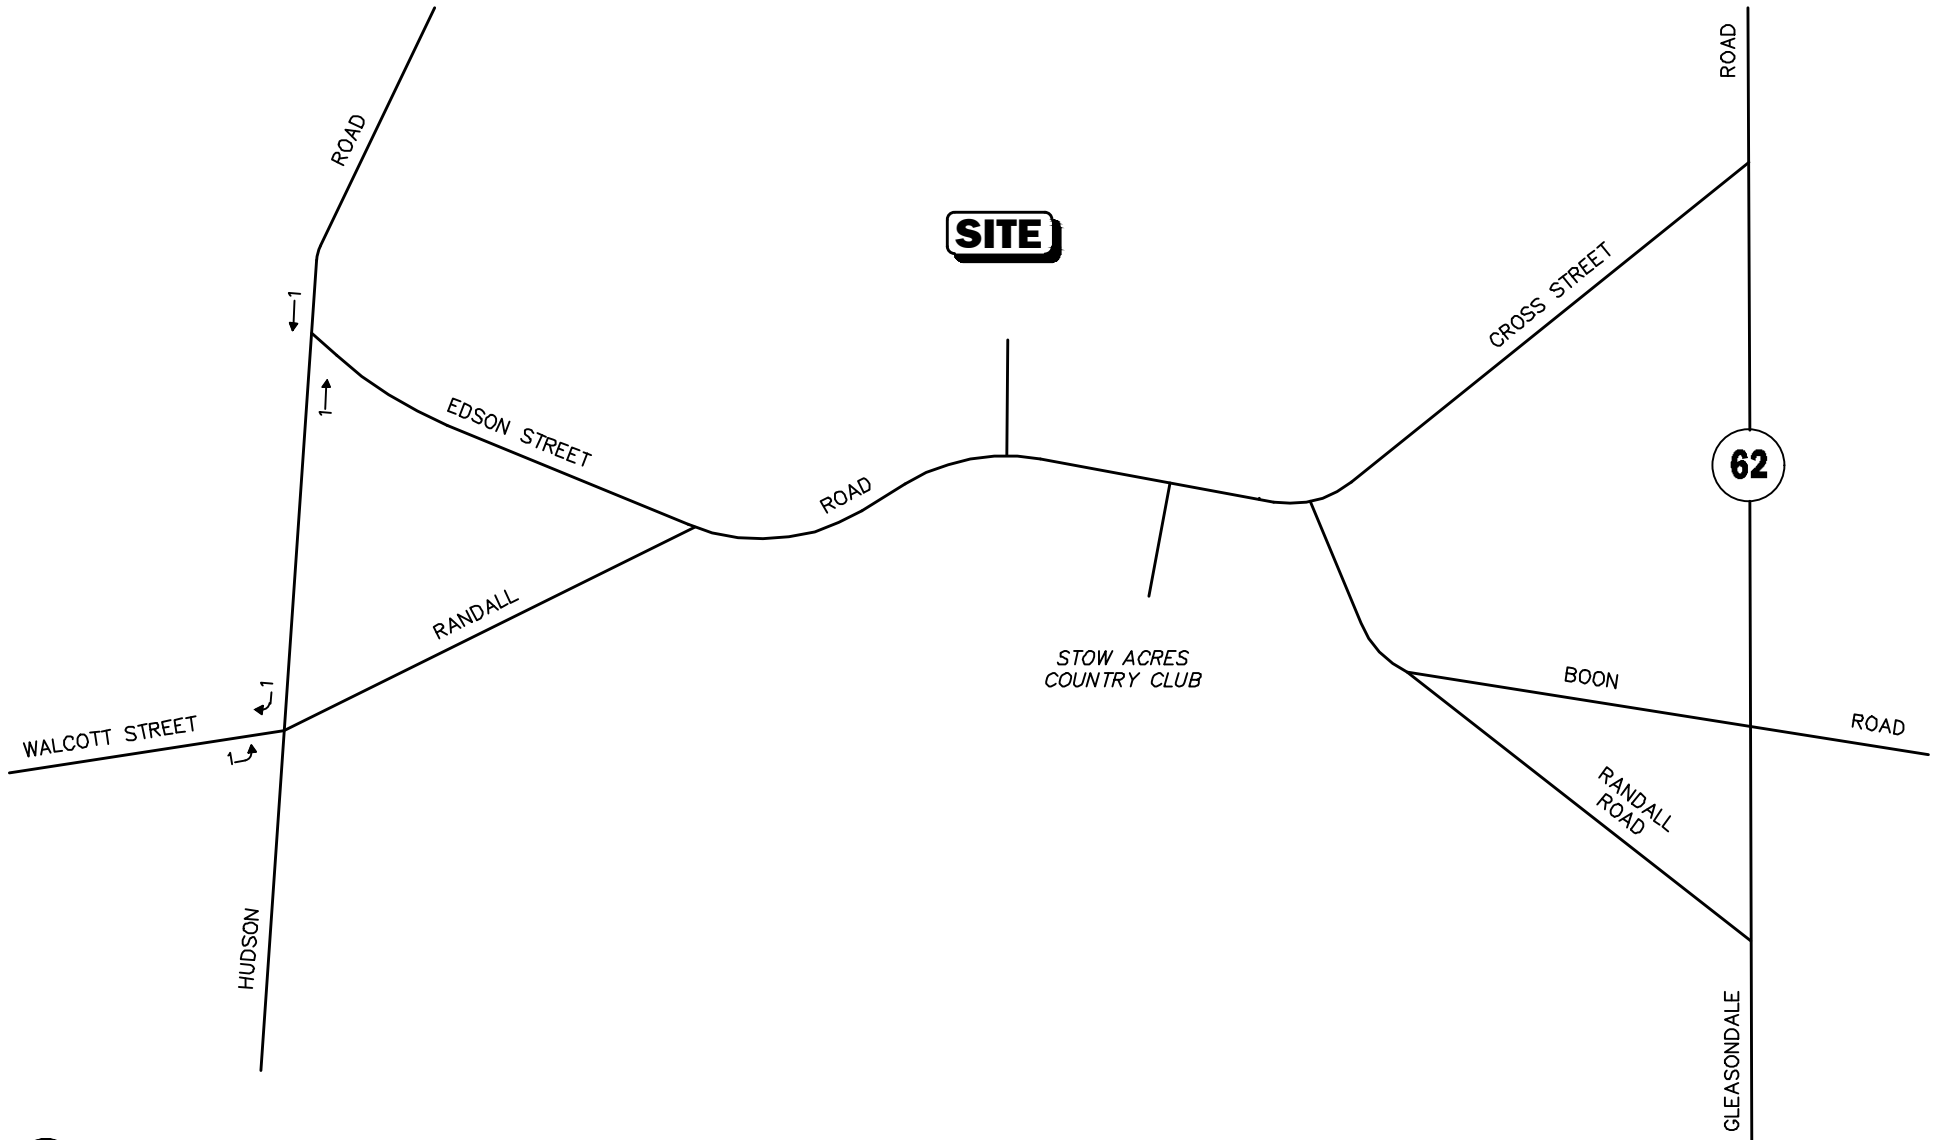 ROAD
ROAD
SITE
CROSS STREET
1
1
EDSON STREET
ROAD
62
RANDALL
STOW ACRES
COUNTRY CLUB
BOON
ROAD
1
WALCOTT STREET
1
RANDALL
ROAD
HUDSON
GLEASONDALE